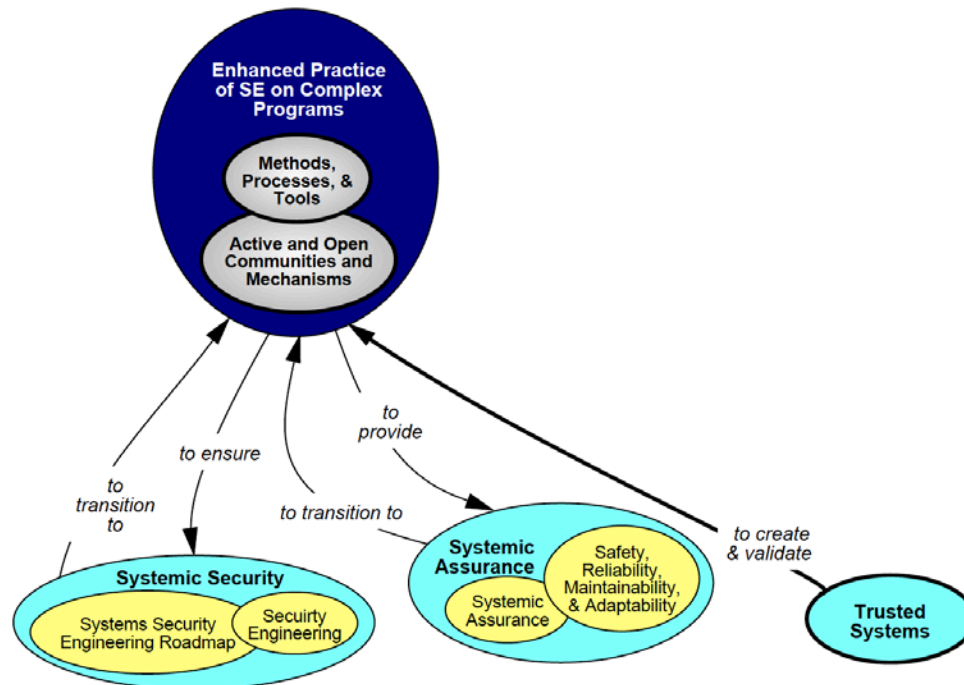 Enhanced Practice
of SE on Complex
Programs
Methods,
Processes, &
Tools
Active and Open
Communities and
Mechanisms
to
transition
to
to ensure
to transition to
to
provide
to create
& validate
Systemic Security
Systems Security
Engineering Roadmap
Secuirty
Engineering
Systemic
Assurance
Systemic
Assurance
Safety,
Reliability,
Maintainability,
& Adaptability
Trusted
Systems